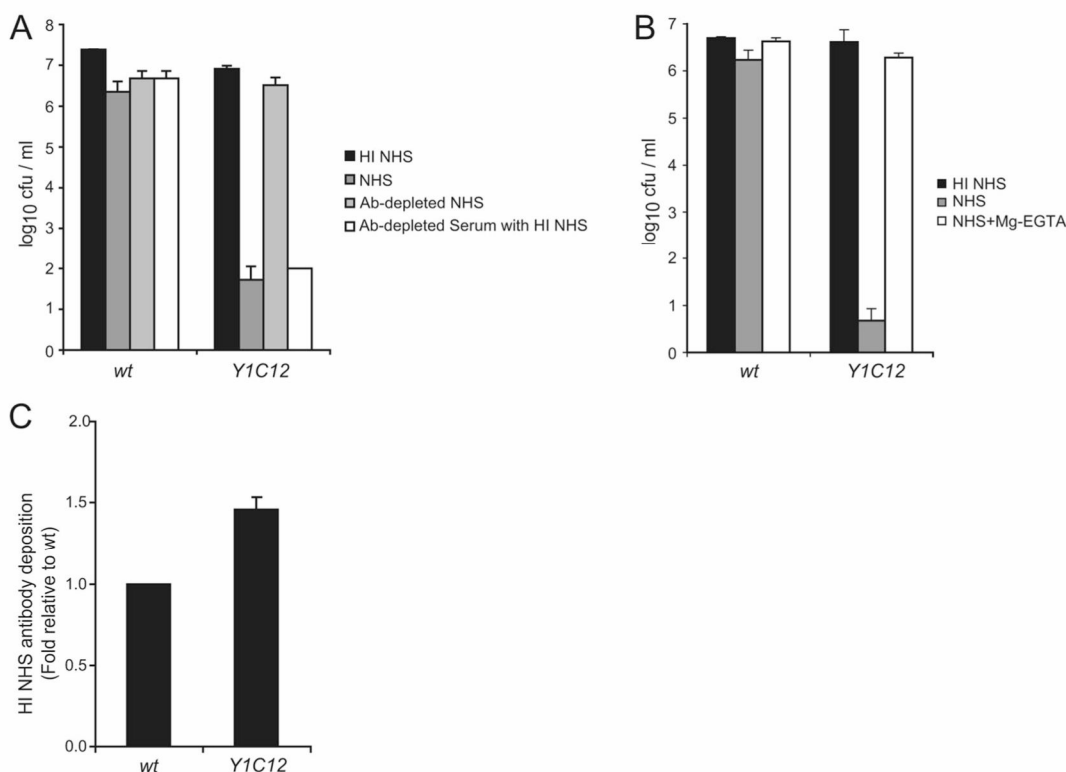 A
log10 cfu / ml
8
7
6
5
4
3
2
1
0
wt
Y1C12
HI NHS
NHS
Ab-depleted NHS
Ab-depleted Serum with HI NHS
B
log10 cfu / ml
7
6
5
4
3
2
1
0
wt
Y1C12
HI NHS
NHS
NHS+Mg-EGTA
C
HI NHS antibody deposition
(Fold relative to wt)
2.0
1.5
1.0
0.5
0.0
wt
Y1C12